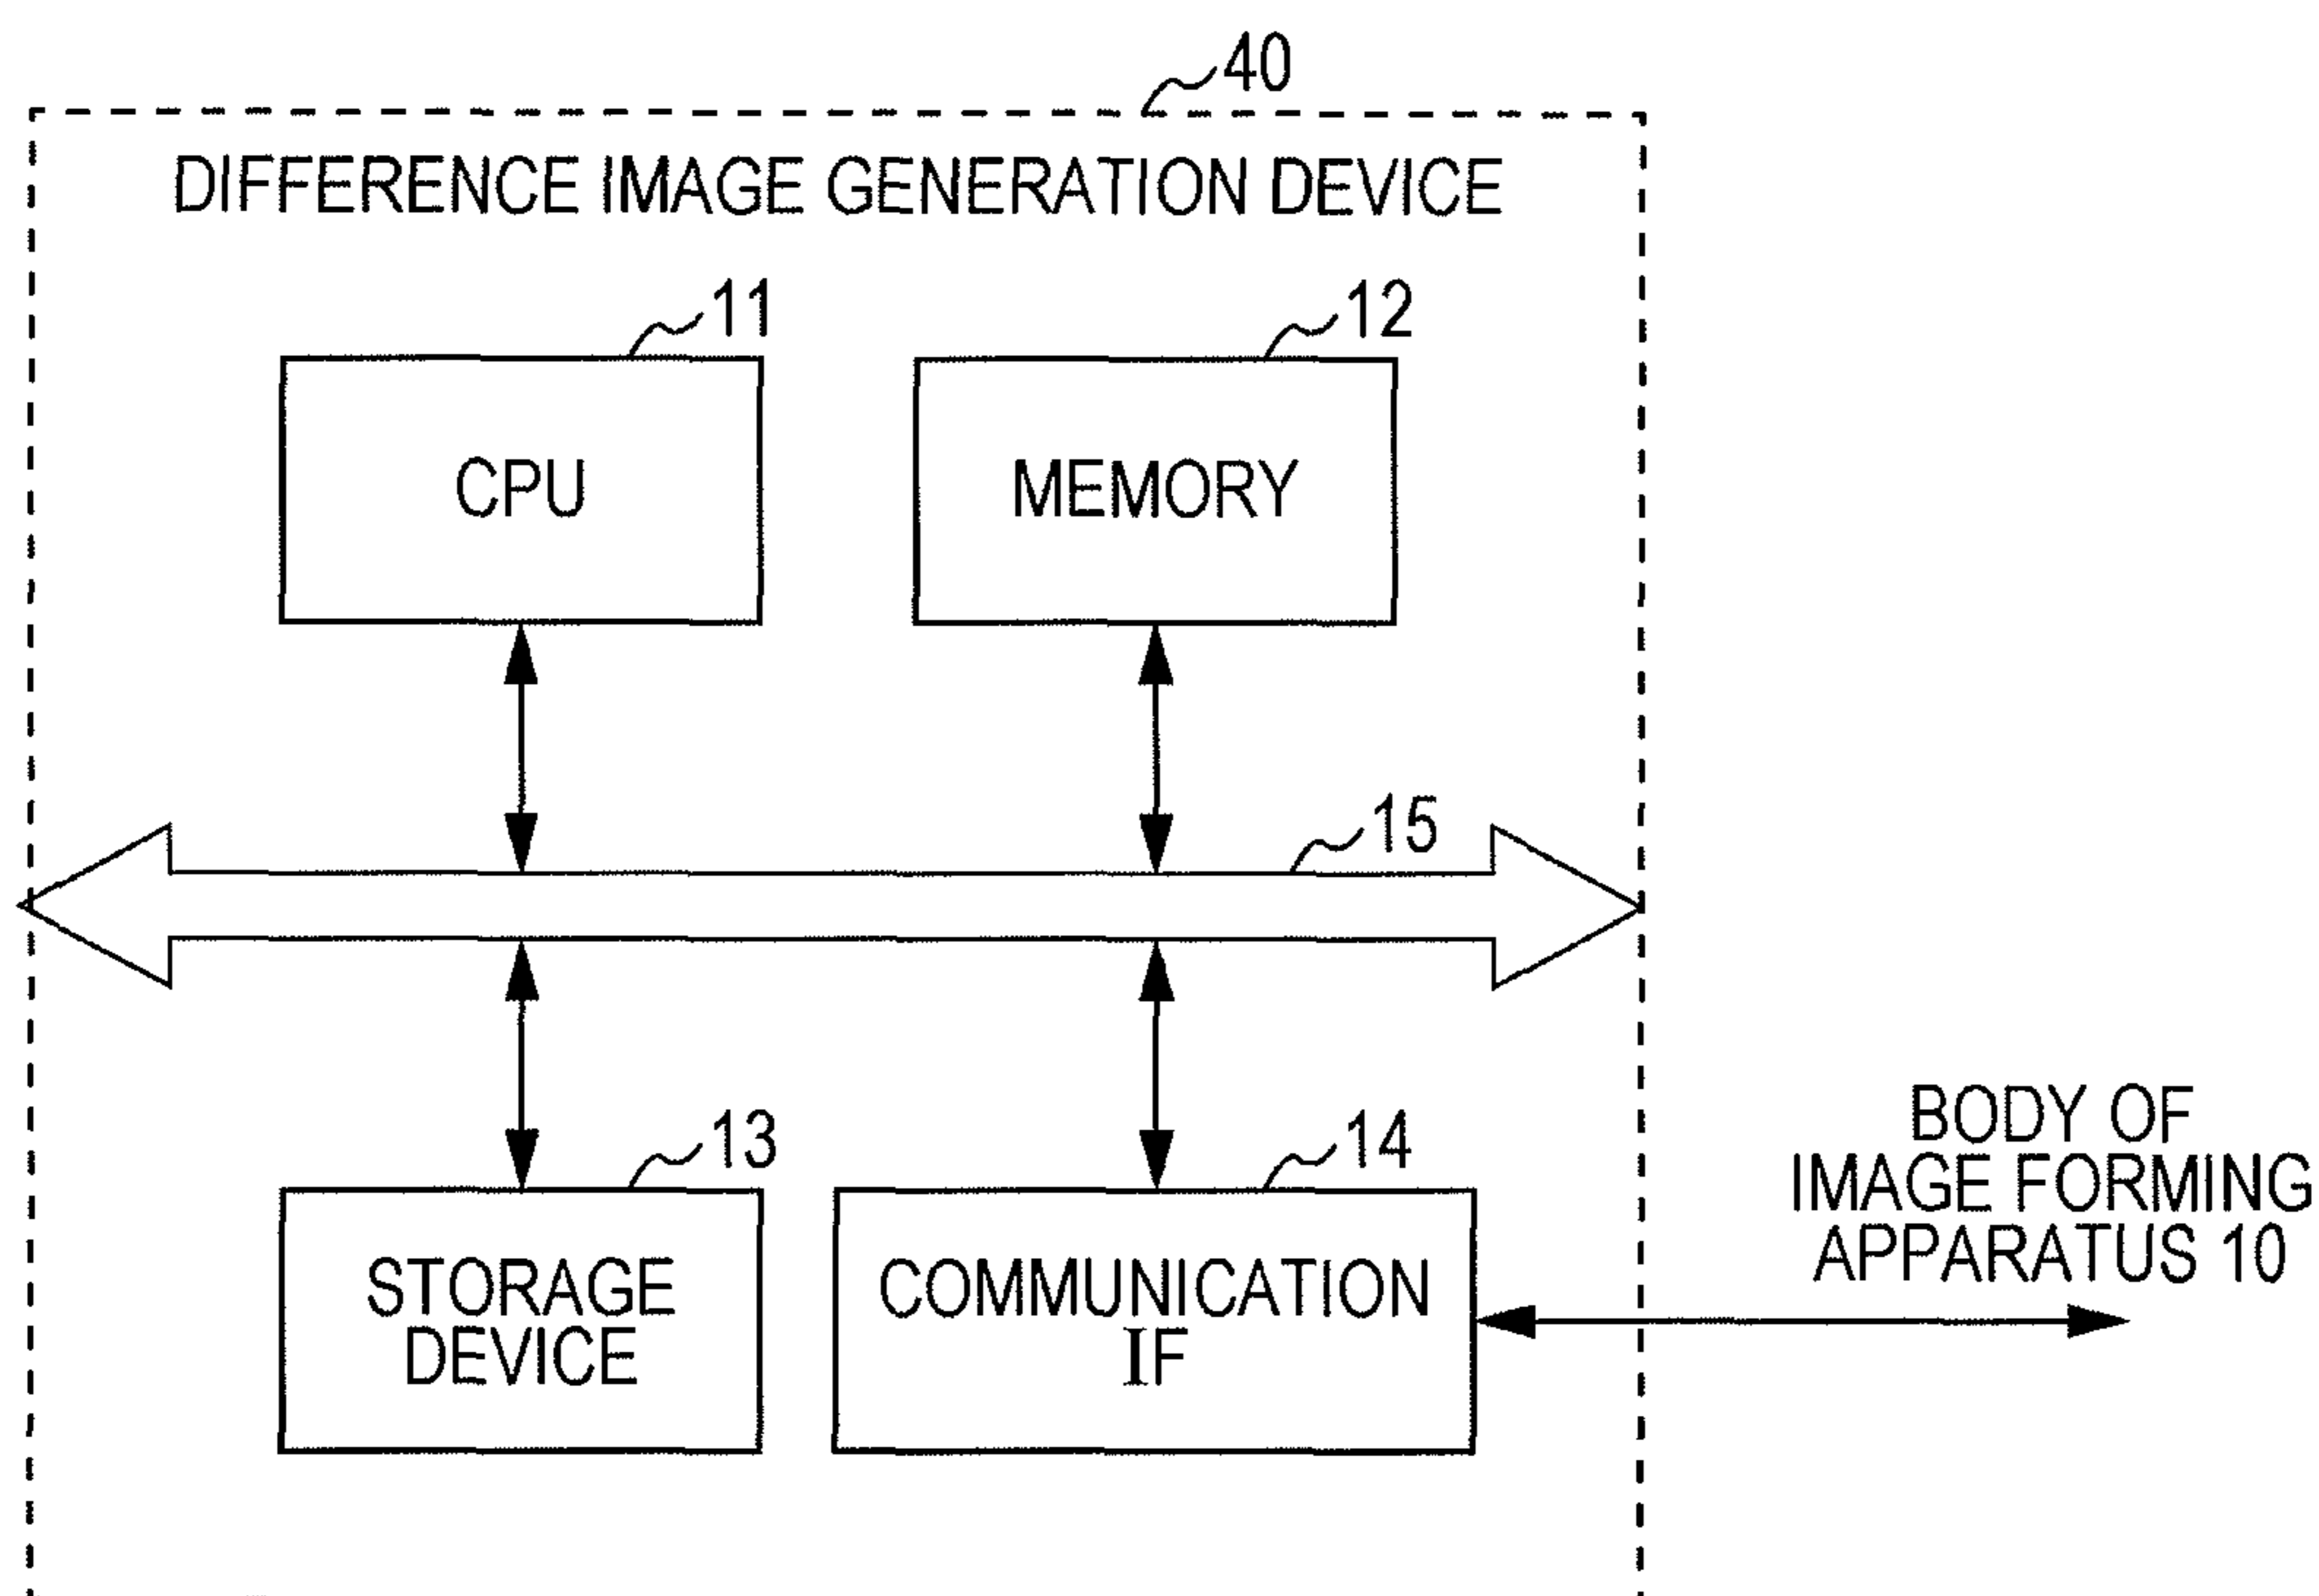 40
DIFFERENCE IMAGE GENERATION DEVICE
11
12
CPU
MEMORY
15
13
14
STORAGE
DEVICE
COMMUNICATION
IF
BODY OF
IMAGE FORMING
APPARATUS 10